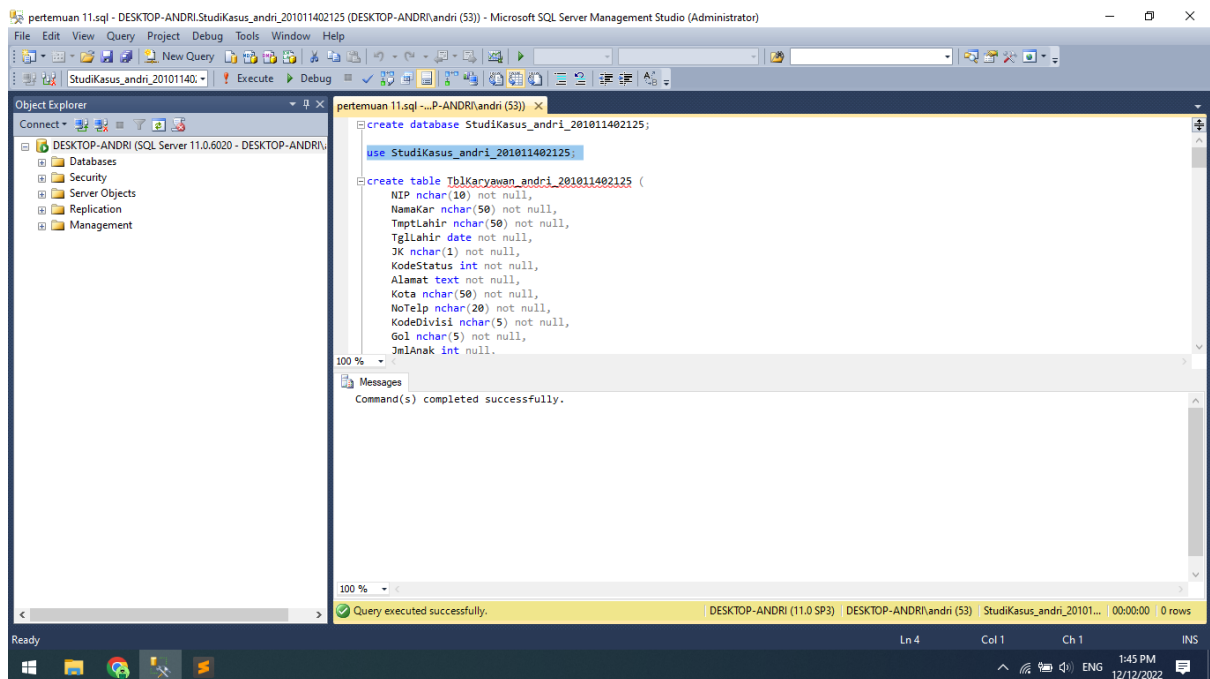 pertemuan 11.sql - DESKTOP-ANDRI.StudiKasus_andri_201011402125 (DESKTOP-ANDRI\andri (53)) - Microsoft SQL Server Management Studio (Administrator)
File Edit View Query Project Debug Tools Window Help
New Query
StudiKasus_andri_20101140: Execute Debug
Object Explorer
Connect
DESKTOP-ANDRI (SQL Server 11.0.6020 - DESKTOP-ANDRI\
Databases
Security
Server Objects
Replication
Management
pertemuan 11.sql -...P-ANDRI\andri (53))
create database StudiKasus_andri_201011402125;
use StudiKasus_andri_201011402125;
create table TblKaryawan_andri_201011402125 (
NIP nchar(10) not null,
NamaKar nchar(50) not null,
TmptLahir nchar(50) not null,
TglLahir date not null,
JK nchar(1) not null,
KodeStatus int not null,
Alamat text not null,
Kota nchar(50) not null,
NoTelp nchar(20) not null,
KodeDivisi nchar(5) not null,
Gol nchar(5) not null,
JmlAnak int null,
100 %
Messages
Command(s) completed successfully.
100 %
Query executed successfully. DESKTOP-ANDRI (11.0 SP3) DESKTOP-ANDRI\andri (53) StudiKasus_andri_20101... 00:00:00 0 rows
Ready Ln 4 Col 1 Ch 1 INS
ENG 1:45 PM
12/12/2022